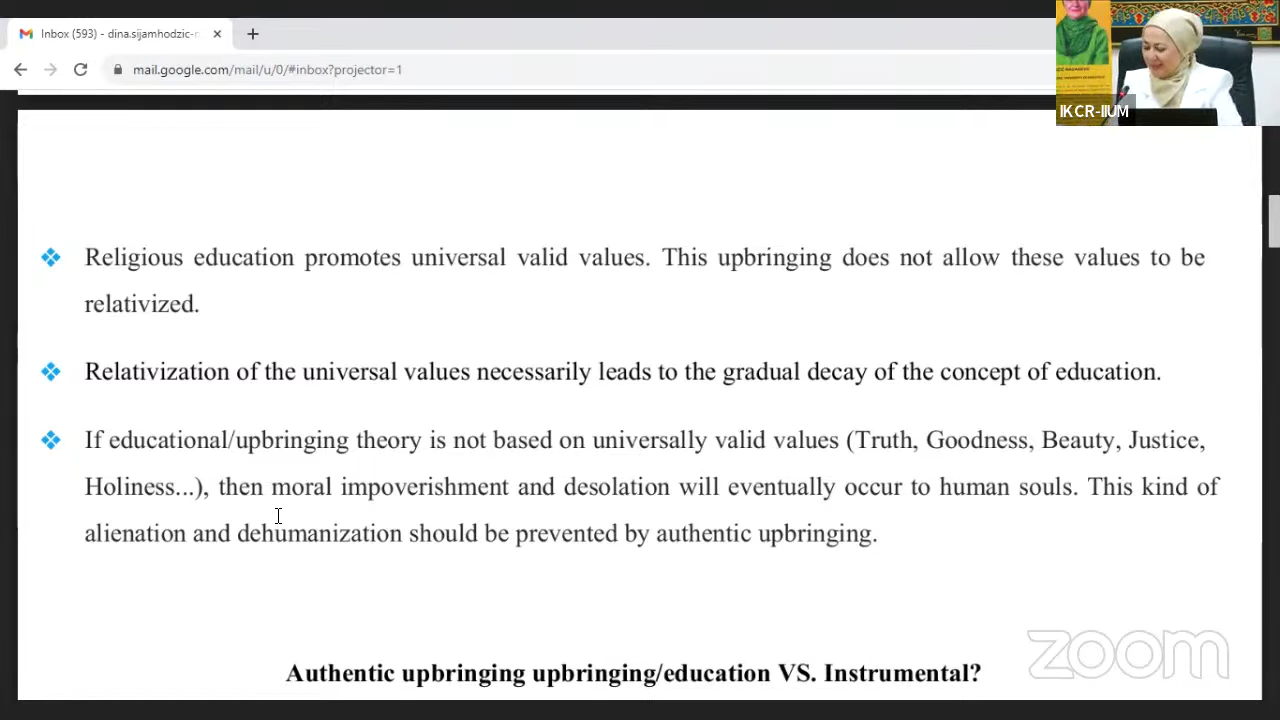 Inbox (593) - dina.sijamhodzic-
mail.google.com/mail/u/0/#inbox?projector=1
IKCR-IIUM
Religious education promotes universal valid values. This upbringing does not allow these values to be
relativized.
Relativization of the universal values necessarily leads to the gradual decay of the concept of education.
If educational/upbringing theory is not based on universally valid values (Truth, Goodness, Beauty, Justice,
Holiness...), then moral impoverishment and desolation will eventually occur to human souls. This kind of
alienation and dehumanization should be prevented by authentic upbringing.
zoom
Authentic upbringing upbringing/education VS. Instrumental?